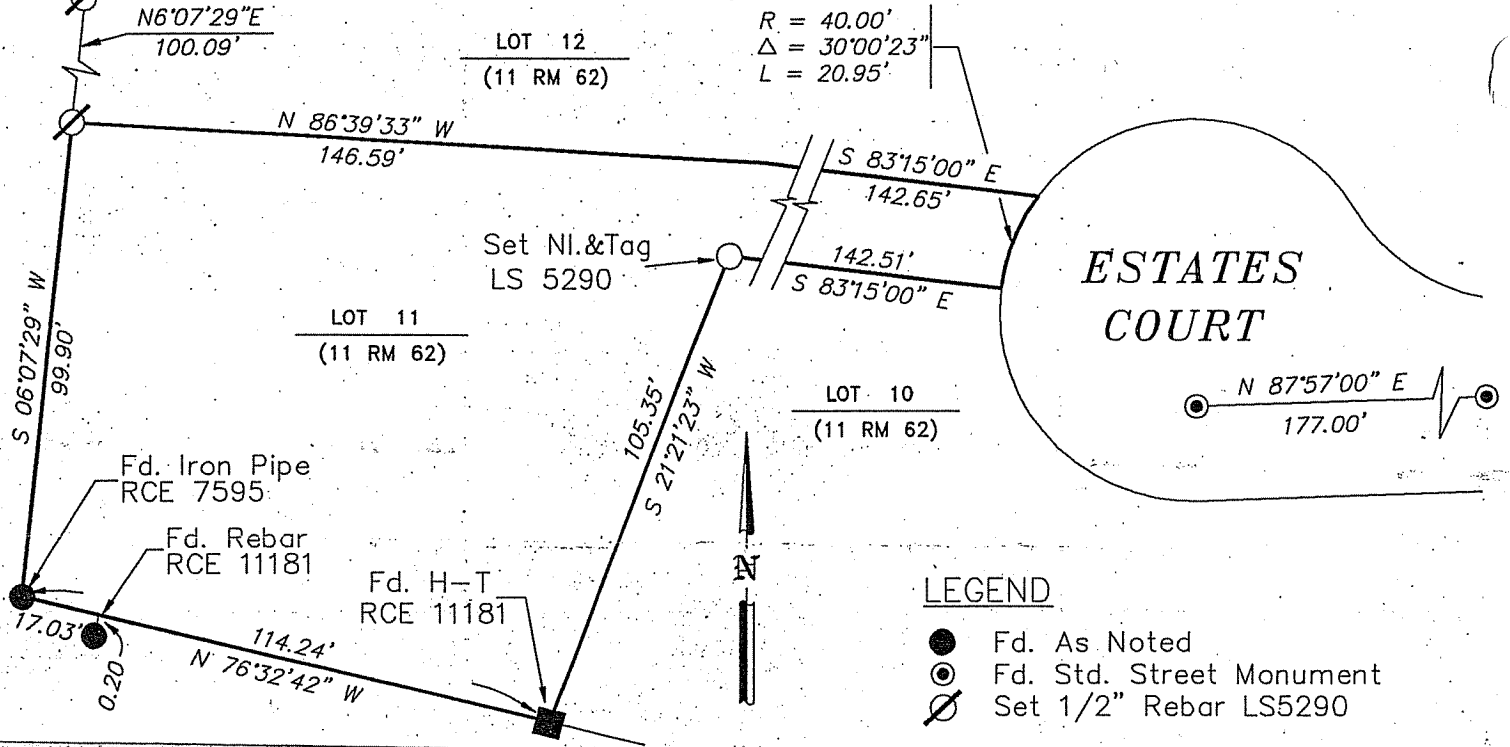 N6°07'29"E
100.09'
LOT 12
(11 RM 62)
R = 40.00'
Δ = 30°00'23"
L = 20.95'
N 86°39'33" W
146.59'
S 83°15'00" E
142.65'
Set NI.&Tag
LS 5290
142.51'
S 83°15'00" E
ESTATES
COURT
S 06°07'29" W
99.90'
LOT 11
(11 RM 62)
105.35'
S 21°21'23" W
LOT 10
(11 RM 62)
N 87°57'00" E
177.00'
Fd. Iron Pipe
RCE 7595
Fd. Rebar
RCE 11181
Fd. H-T
RCE 11181
N
17.03'
0.20
114.24'
N 76°32'42" W
LEGEND
Fd. As Noted
Fd. Std. Street Monument
Set 1/2" Rebar LS5290